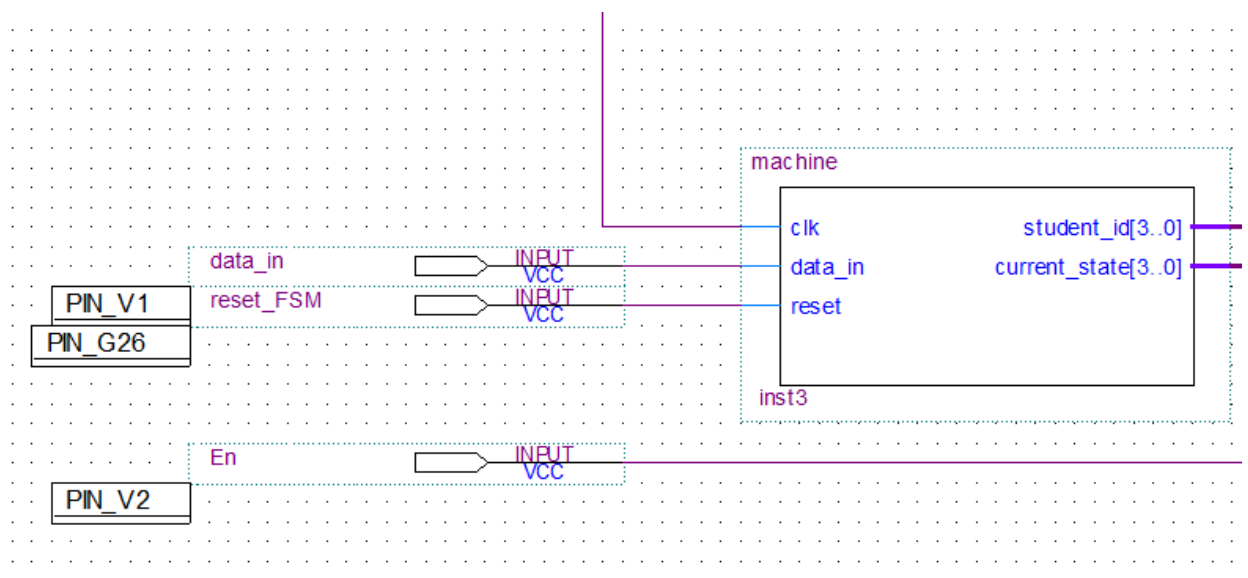 machine
clk
student_id[3..0]
data_in
INPUT
VCC
data_in
current_state[3..0]
PIN_V1
reset_FSM
INPUT
VCC
reset
PIN_G26
inst3
En
INPUT
VCC
PIN_V2